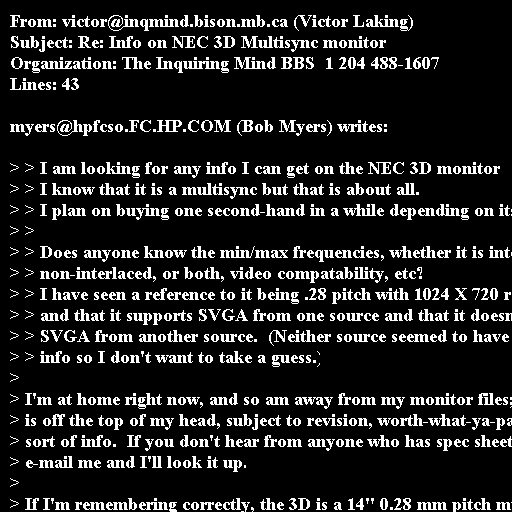 From: victor@inqmind.bison.mb.ca (Victor Laking)
Subject: Re: Info on NEC 3D Multisync monitor
Organization: The Inquiring Mind BBS  1 204 488-1607
Lines: 43

myers@hpfcso.FC.HP.COM (Bob Myers) writes:

> > I am looking for any info I can get on the NEC 3D monitor
> > I know that it is a multisync but that is about all.
> > I plan on buying one second-hand in a while depending on its
> >
> > Does anyone know the min/max frequencies, whether it is
> > non-interlaced, or both, video compatability, etc?
> > I have seen a reference to it being .28 pitch with 1024 X 720
> > and that it supports SVGA from one source and that it
> > SVGA from another source.  (Neither source seemed to have
> > info so I don't want to take a guess.)
>
> I'm at home right now, and so am away from my monitor files;
> is off the top of my head, subject to revision,
> sort of info.  If you don't hear from anyone who has spec
> e-mail me and I'll look it up.
>
> If I'm remembering correctly, the 3D is a 14" 0.28 mm pitch